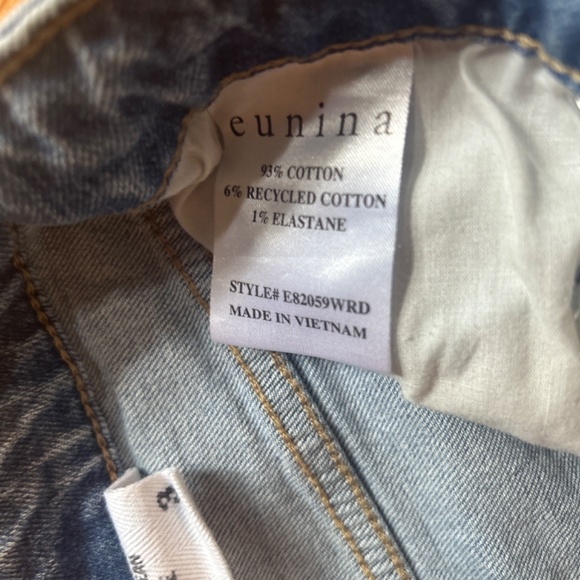 eunina
93% COTTON
6% RECYCLED COTTON
1% ELASTANE
STYLE# E82059WRD
MADE IN VIETNAM